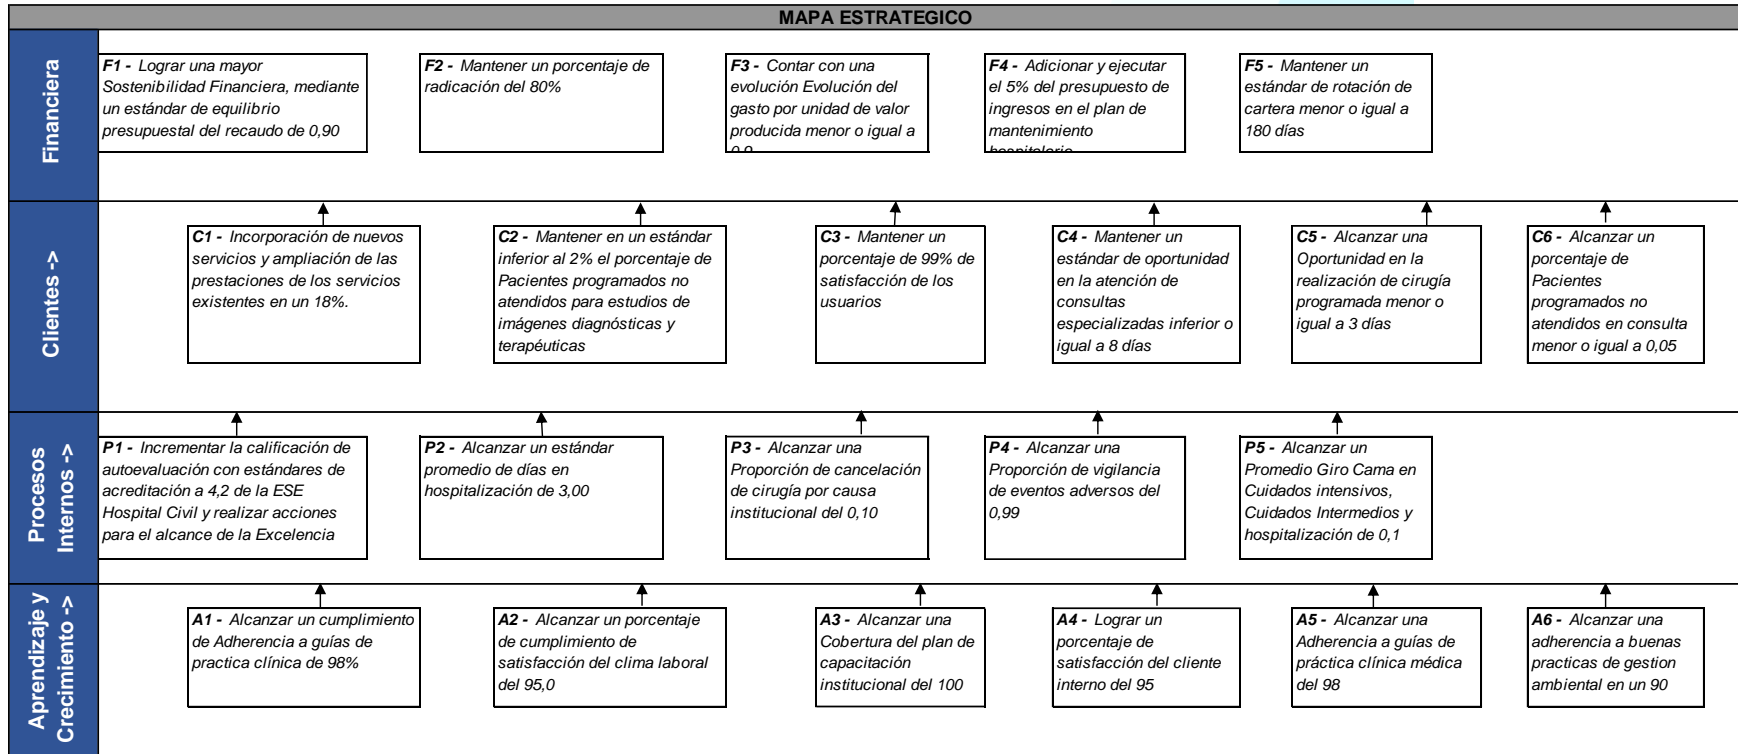 MAPA ESTRATEGICO
Financiera
F1 - Lograr una mayor
Sostenibilidad Financiera, mediante
un estándar de equilibrio
presupuestal del recaudo de 0,90
F2 - Mantener un porcentaje de
radicación del 80%
F3 - Contar con una
evolución Evolución del
gasto por unidad de valor
producida menor o igual a
0,9
F4 - Adicionar y ejecutar
el 5% del presupuesto de
ingresos en el plan de
mantenimiento
hospitalario
F5 - Mantener un
estándar de rotación de
cartera menor o igual a
180 días
Clientes ->
C1 - Incorporación de nuevos
servicios y ampliación de las
prestaciones de los servicios
existentes en un 18%.
C2 - Mantener en un estándar
inferior al 2% el porcentaje de
Pacientes programados no
atendidos para estudios de
imágenes diagnósticas y
terapéuticas
C3 - Mantener un
porcentaje de 99% de
satisfacción de los
usuarios
C4 - Mantener un
estándar de oportunidad
en la atención de
consultas
especializadas inferior o
igual a 8 días
C5 - Alcanzar una
Oportunidad en la
realización de cirugía
programada menor o
igual a 3 días
C6 - Alcanzar un
porcentaje de
Pacientes
programados no
atendidos en consulta
menor o igual a 0,05
Procesos
Internos ->
P1 - Incrementar la calificación de
autoevaluación con estándares de
acreditación a 4,2 de la ESE
Hospital Civil y realizar acciones
para el alcance de la Excelencia
P2 - Alcanzar un estándar
promedio de días en
hospitalización de 3,00
P3 - Alcanzar una
Proporción de cancelación
de cirugía por causa
institucional del 0,10
P4 - Alcanzar una
Proporción de vigilancia
de eventos adversos del
0,99
P5 - Alcanzar un
Promedio Giro Cama en
Cuidados intensivos,
Cuidados Intermedios y
hospitalización de 0,1
Aprendizaje y
Crecimiento ->
A1 - Alcanzar un cumplimiento
de Adherencia a guías de
practica clínica de 98%
A2 - Alcanzar un porcentaje
de cumplimiento de
satisfacción del clima laboral
del 95,0
A3 - Alcanzar una
Cobertura del plan de
capacitación
institucional del 100
A4 - Lograr un
porcentaje de
satisfacción del cliente
interno del 95
A5 - Alcanzar una
Adherencia a guías de
práctica clínica médica
del 98
A6 - Alcanzar una
adherencia a buenas
practicas de gestion
ambiental en un 90